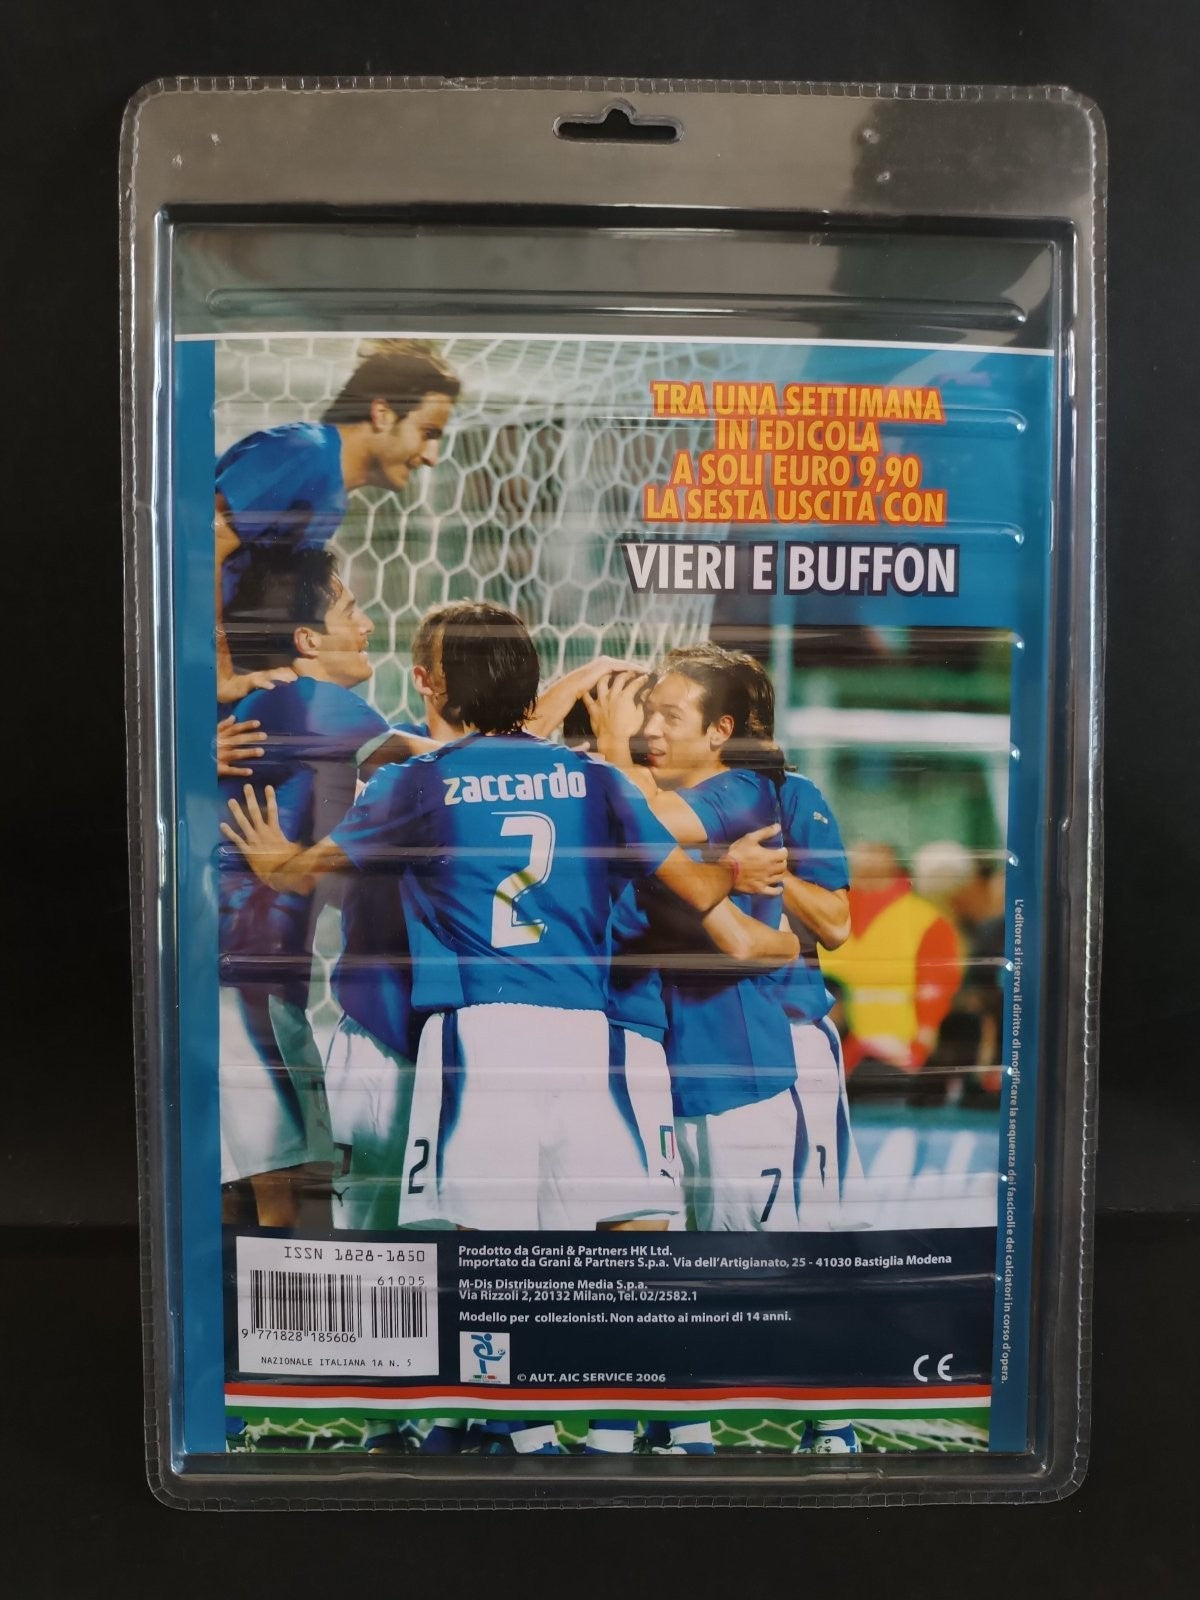 TRA UNA SETTIMANA
IN EDICOLA
A SOLI EURO 9,90
LA SESTA USCITA CON
VIERI E BUFFON
zaccardo
2
2
7
L'editore si riserva il diritto di modificare la sequenza dei fascicoli e dei calciatori in corso d'opera.
ISSN 1828-1850
61005
9 771828 185606
NAZIONALE ITALIANA 1A N. 5
Prodotto da Grani & Partners HK Ltd.
Importato da Grani & Partners S.p.a. Via dell'Artigianato, 25 - 41030 Bastiglia Modena
M-Dis Distribuzione Media S.p.a.
Via Rizzoli 2, 20132 Milano, Tel. 02/2582.1
Modello per collezionisti. Non adatto ai minori di 14 anni.
© AUT. AIC SERVICE 2006
CE